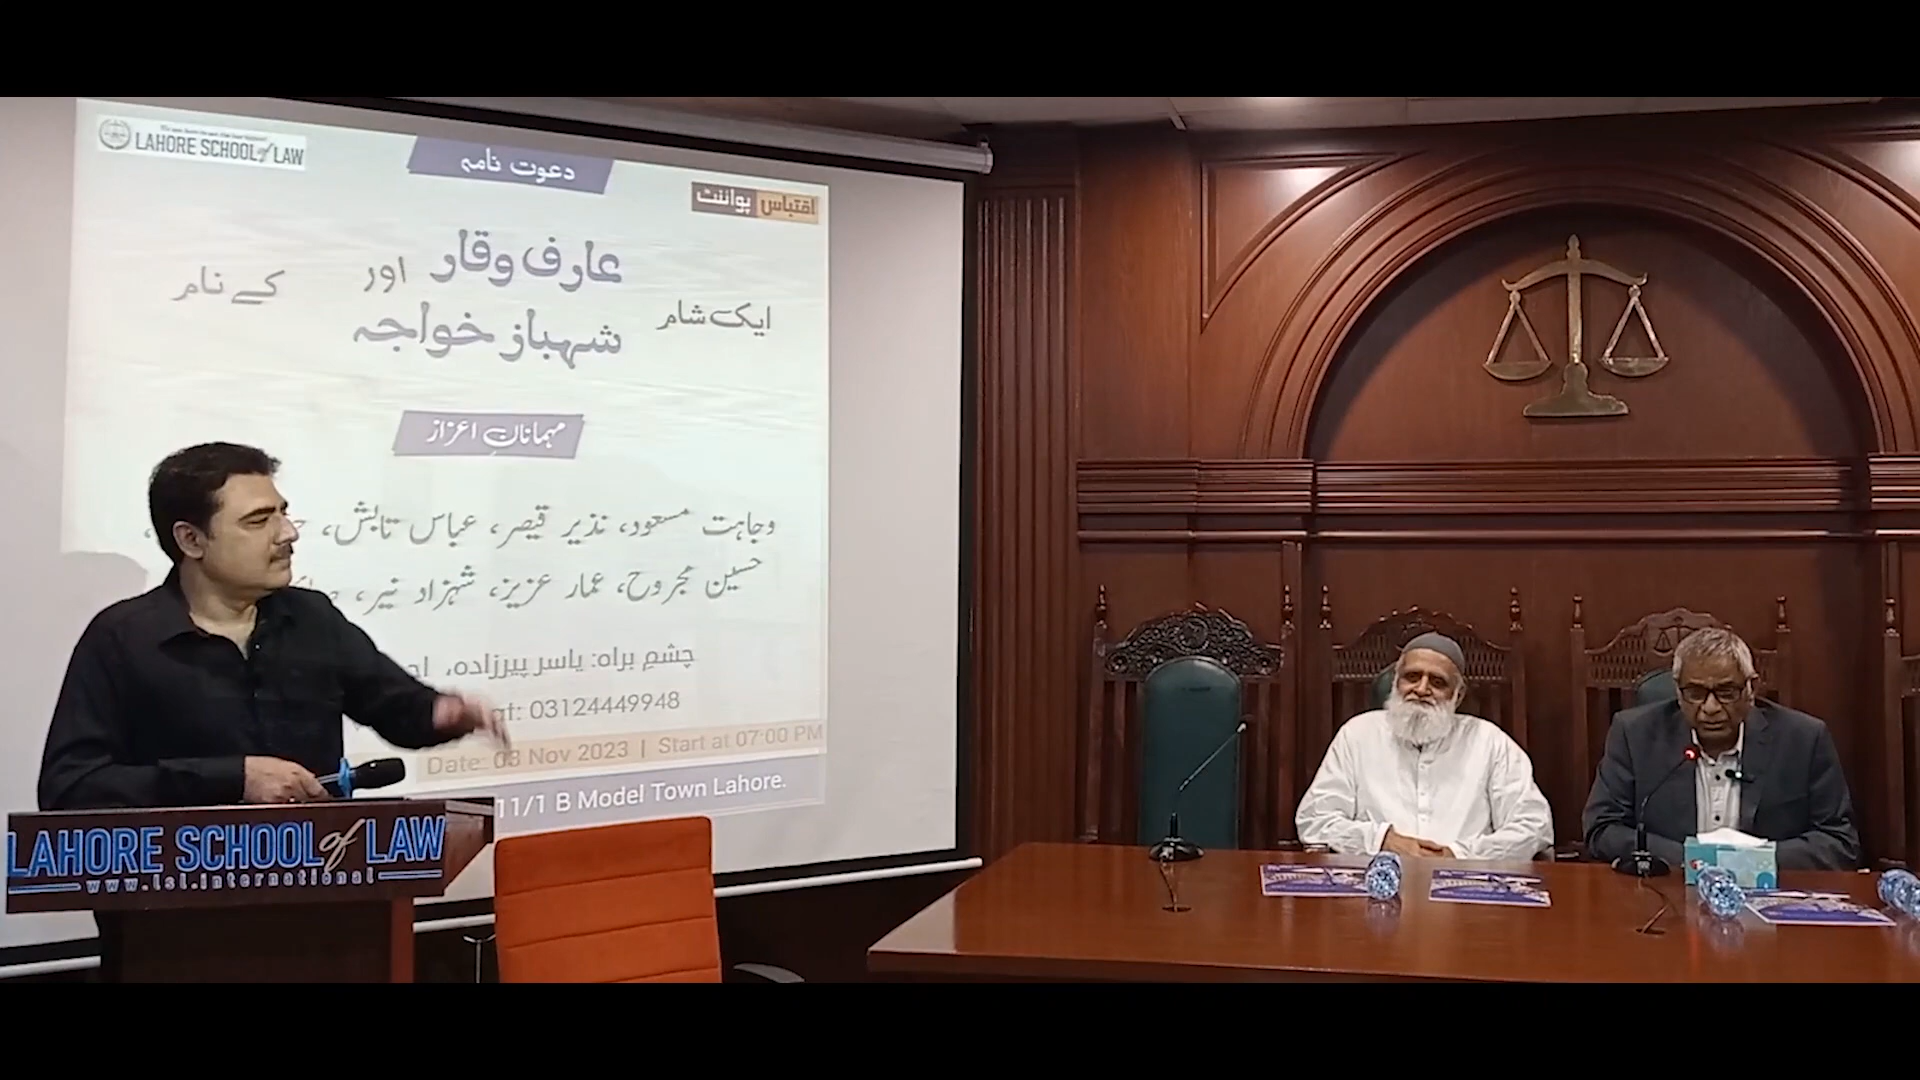 LAHORE SCHOOL of LAW
دعوت نامہ
اقتباس پوائنٹ
ایک شام
عارف وقار اور
شہباز خواجہ
کے نام
مہمانان اعزاز
وجاہت مسعود، نذیر قیصر، عباس تابش،
حسین مجروح، عمار عزیز، شہزاد نیر،
چشم براہ: یاسر پیرزادہ،
at: 03124449948
Date: 03 Nov 2023 | Start at 07:00 PM
11/1 B Model Town Lahore.
LAHORE SCHOOL of LAW
www.lsl.international